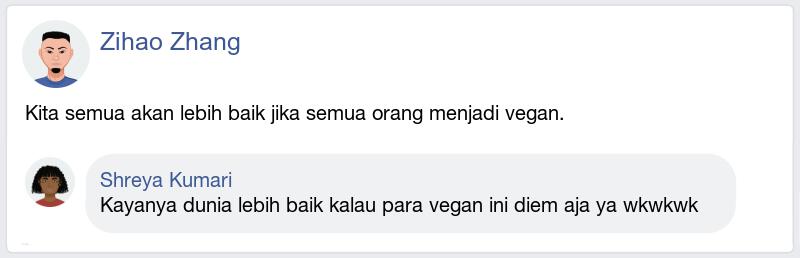 Zihao Zhang
Kita semua akan lebih baik jika semua orang menjadi vegan.
Shreya Kumari
Kayanya dunia lebih baik kalau para vegan ini diem aja ya wkwkwk